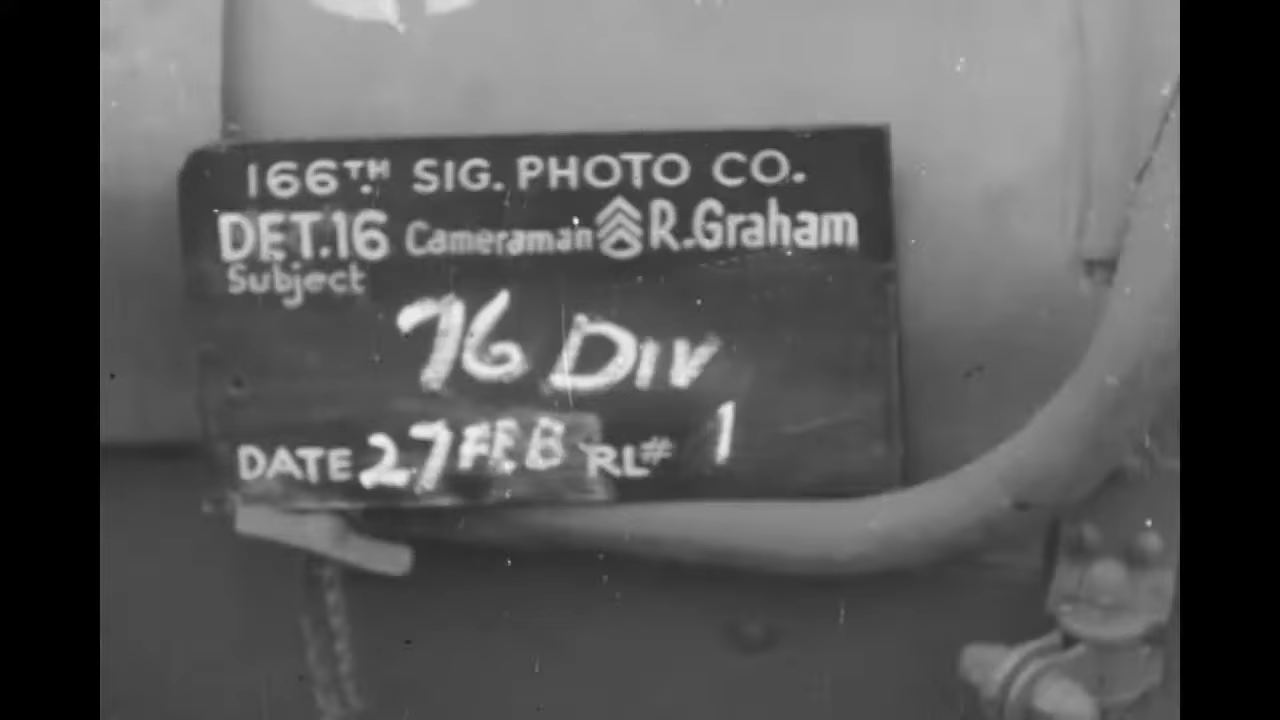 166TH SIG. PHOTO CO.
DET.16 Cameraman R.Graham
Subject
76 DIV
DATE 27 FEB RL# 1